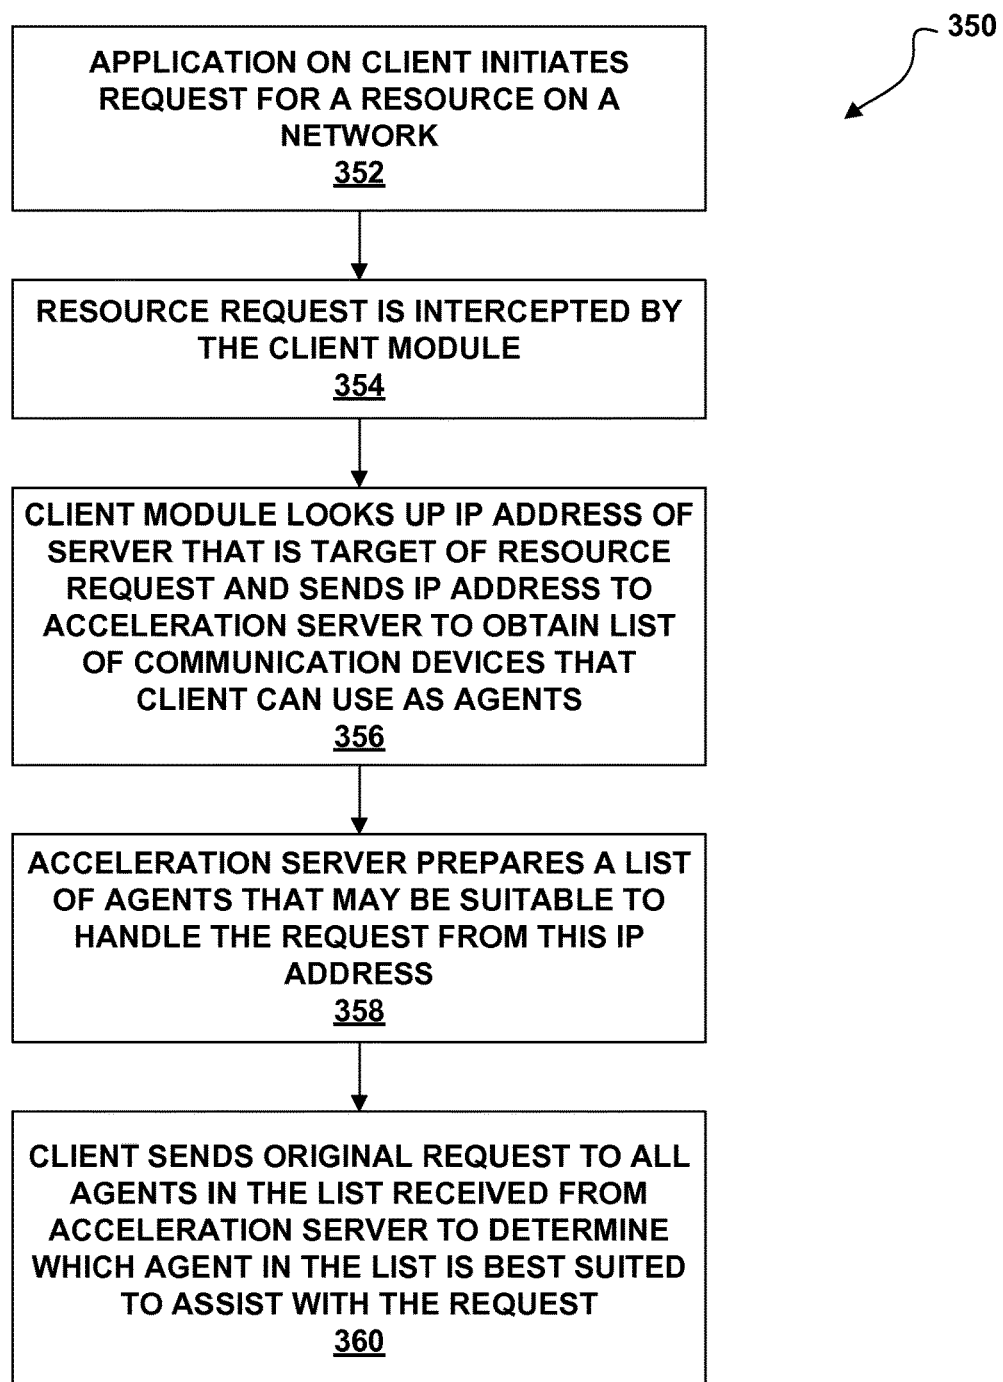 350
APPLICATION ON CLIENT INITIATES
REQUEST FOR A RESOURCE ON A
NETWORK
352
RESOURCE REQUEST IS INTERCEPTED BY
THE CLIENT MODULE
354
CLIENT MODULE LOOKS UP IP ADDRESS OF
SERVER THAT IS TARGET OF RESOURCE
REQUEST AND SENDS IP ADDRESS TO
ACCELERATION SERVER TO OBTAIN LIST
OF COMMUNICATION DEVICES THAT
CLIENT CAN USE AS AGENTS
356
ACCELERATION SERVER PREPARES A LIST
OF AGENTS THAT MAY BE SUITABLE TO
HANDLE THE REQUEST FROM THIS IP
ADDRESS
358
CLIENT SENDS ORIGINAL REQUEST TO ALL
AGENTS IN THE LIST RECEIVED FROM
ACCELERATION SERVER TO DETERMINE
WHICH AGENT IN THE LIST IS BEST SUITED
TO ASSIST WITH THE REQUEST
360